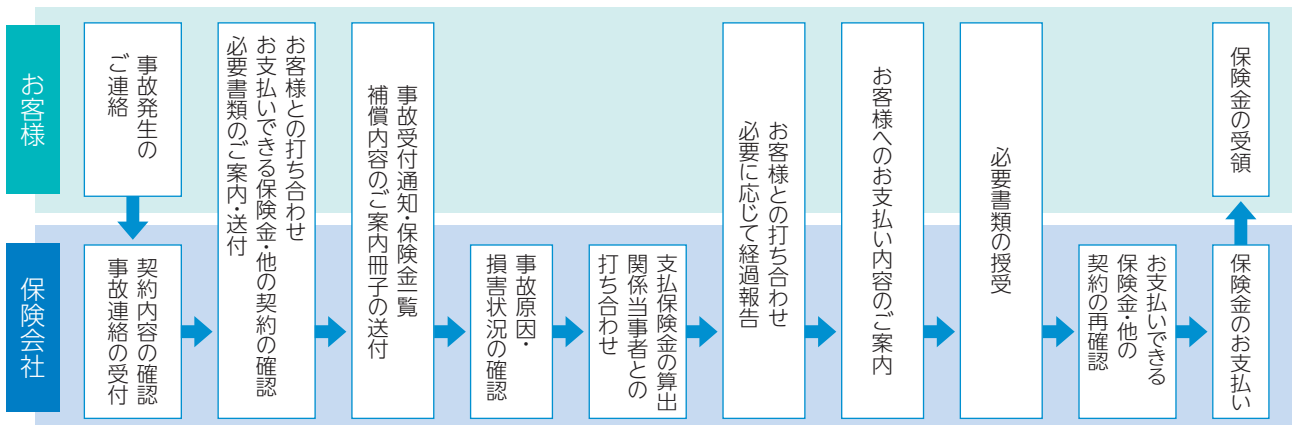 お客様
保険会社
事故発生の
ご連絡
契約内容の確認
事故連絡の受付
お客様との打ち合わせ
お支払いできる保険金・他の契約の確認
必要書類のご案内・送付
事故受付通知・保険金一覧
補償内容のご案内冊子の送付
事故原因・
損害状況の確認
支払保険金の算出
関係当事者との
打ち合わせ
お客様との打ち合わせ
必要に応じて経過報告
お客様へのお支払い内容のご案内
必要書類の授受
お支払いできる
保険金・他の
契約の再確認
保険金のお支払い
保険金の受領